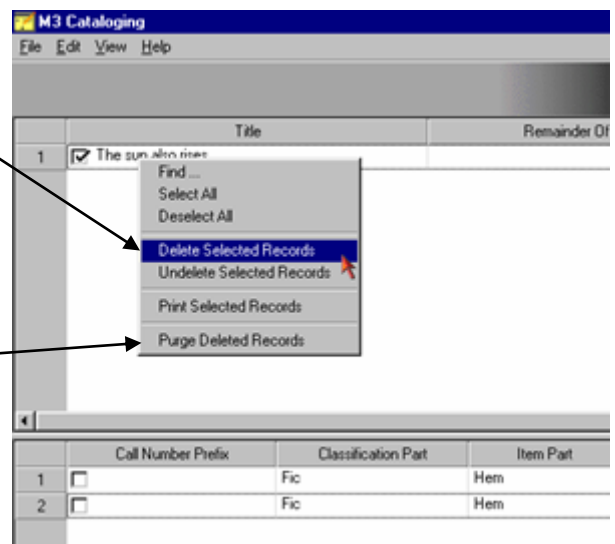 M3 Cataloging
File Edit View Help
Title Remainder Of
1 The sun also rises
Find ...
Select All
Deselect All
Delete Selected Records
Undelete Selected Records
Print Selected Records
Purge Deleted Records
Call Number Prefix Classification Part Item Part
1 Fic Hem
2 Fic Hem